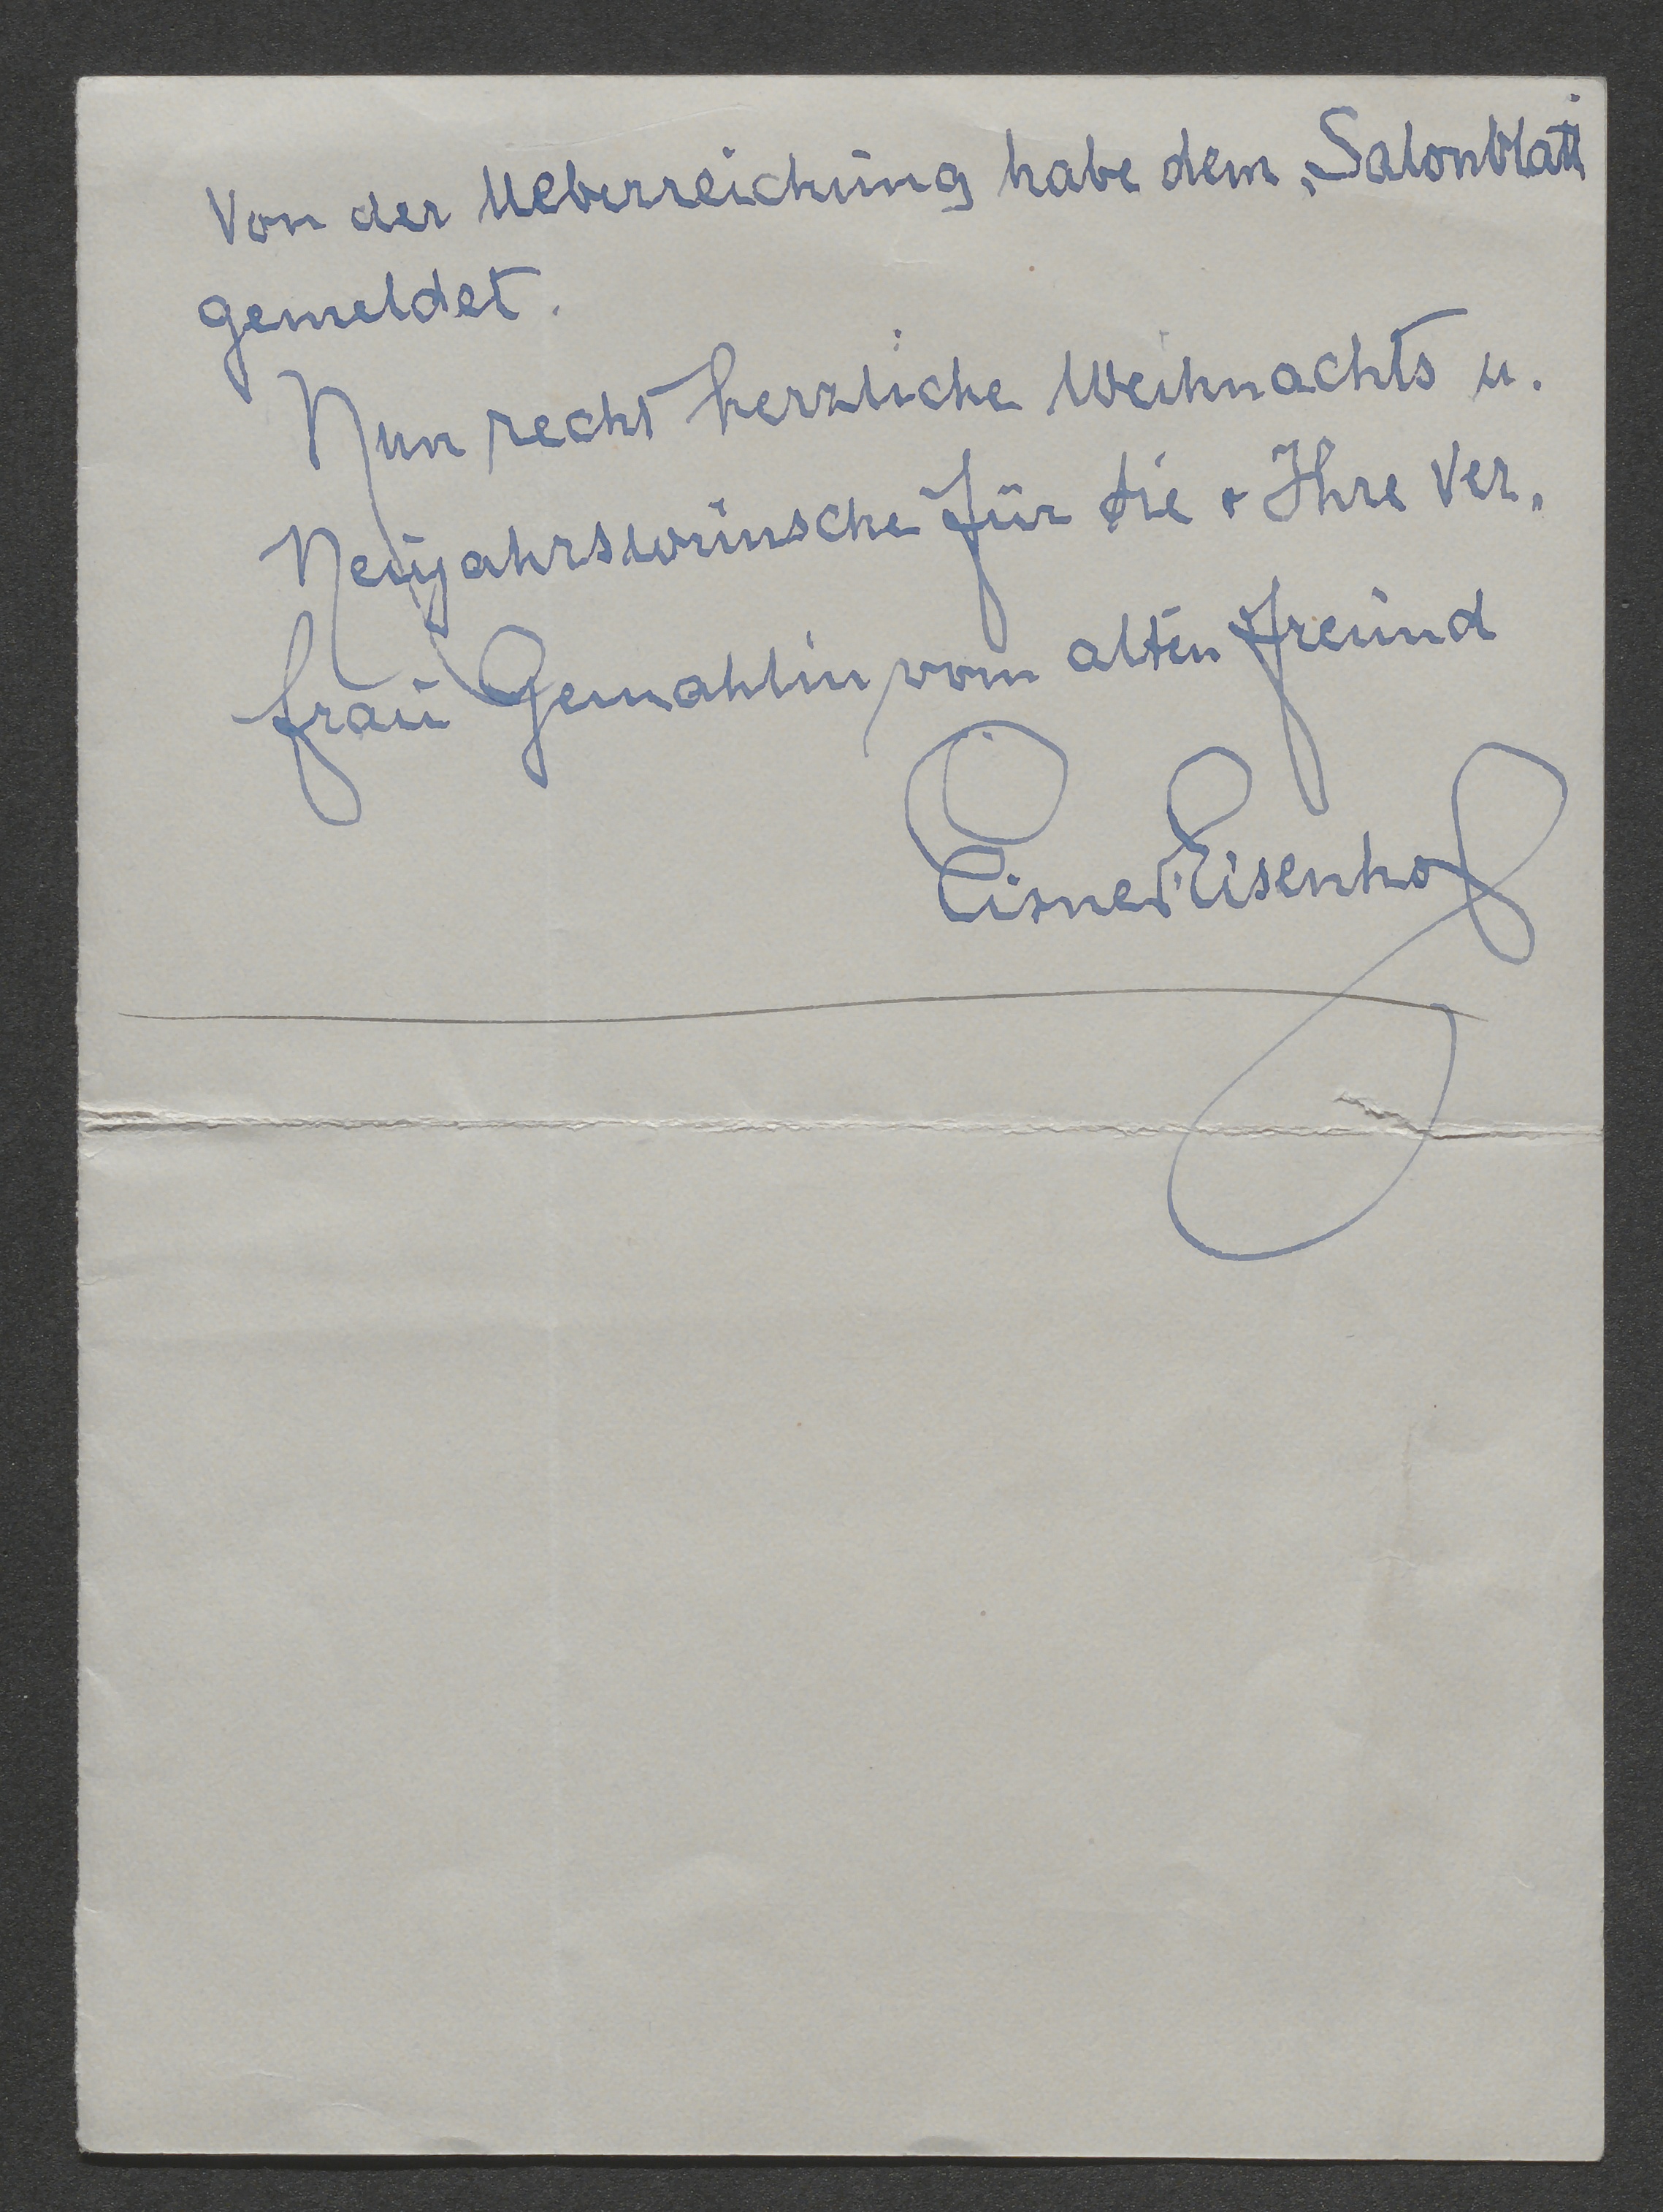 Von der Ueberreichung habe dem „Salonblatt"
gemeldet.
Nun recht herzliche Weihnachts u.
Neujahrswünsche für Sie & Ihre Ver.
frau Gemahlin vom alten Freund
Eisner Eisenhof